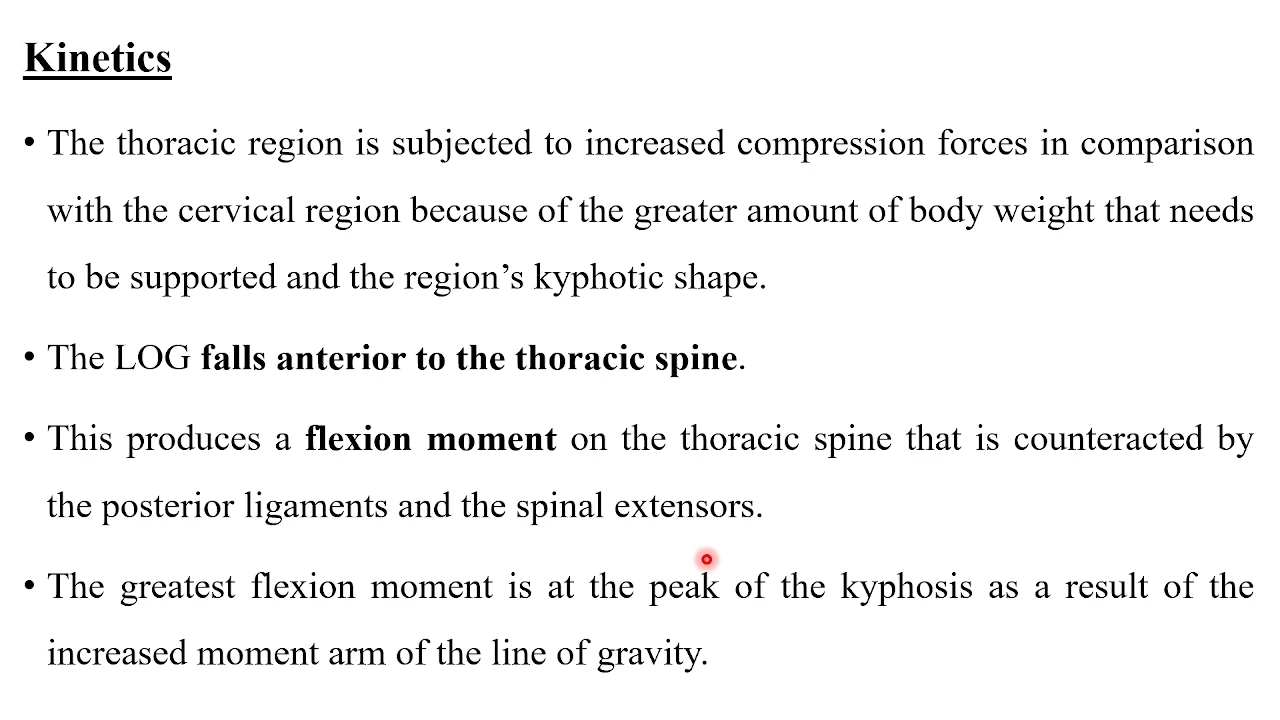 Kinetics
• The thoracic region is subjected to increased compression forces in comparison
with the cervical region because of the greater amount of body weight that needs
to be supported and the region’s kyphotic shape.
• The LOG falls anterior to the thoracic spine.
• This produces a flexion moment on the thoracic spine that is counteracted by
the posterior ligaments and the spinal extensors.
• The greatest flexion moment is at the peak of the kyphosis as a result of the
increased moment arm of the line of gravity.